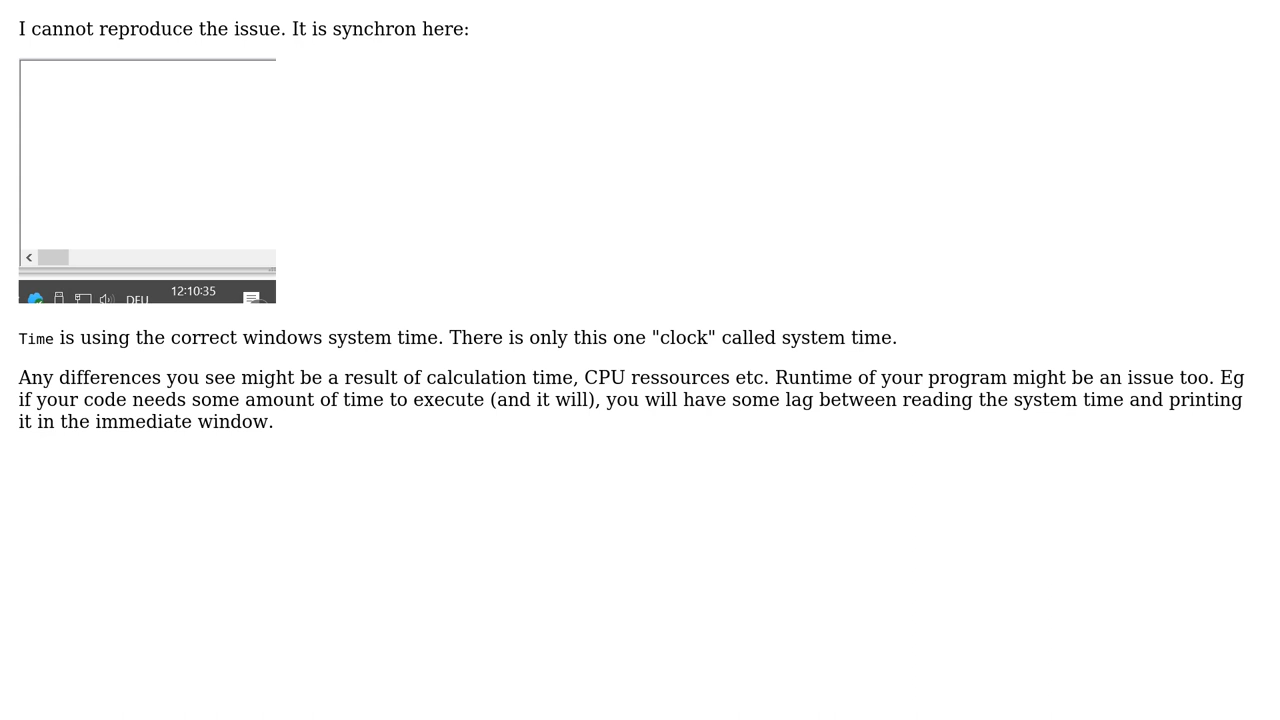 I cannot reproduce the issue. It is synchron here:
12:10:35
DEU
Time is using the correct windows system time. There is only this one "clock" called system time.
Any differences you see might be a result of calculation time, CPU ressources etc. Runtime of your program might be an issue too. Eg
if your code needs some amount of time to execute (and it will), you will have some lag between reading the system time and printing
it in the immediate window.